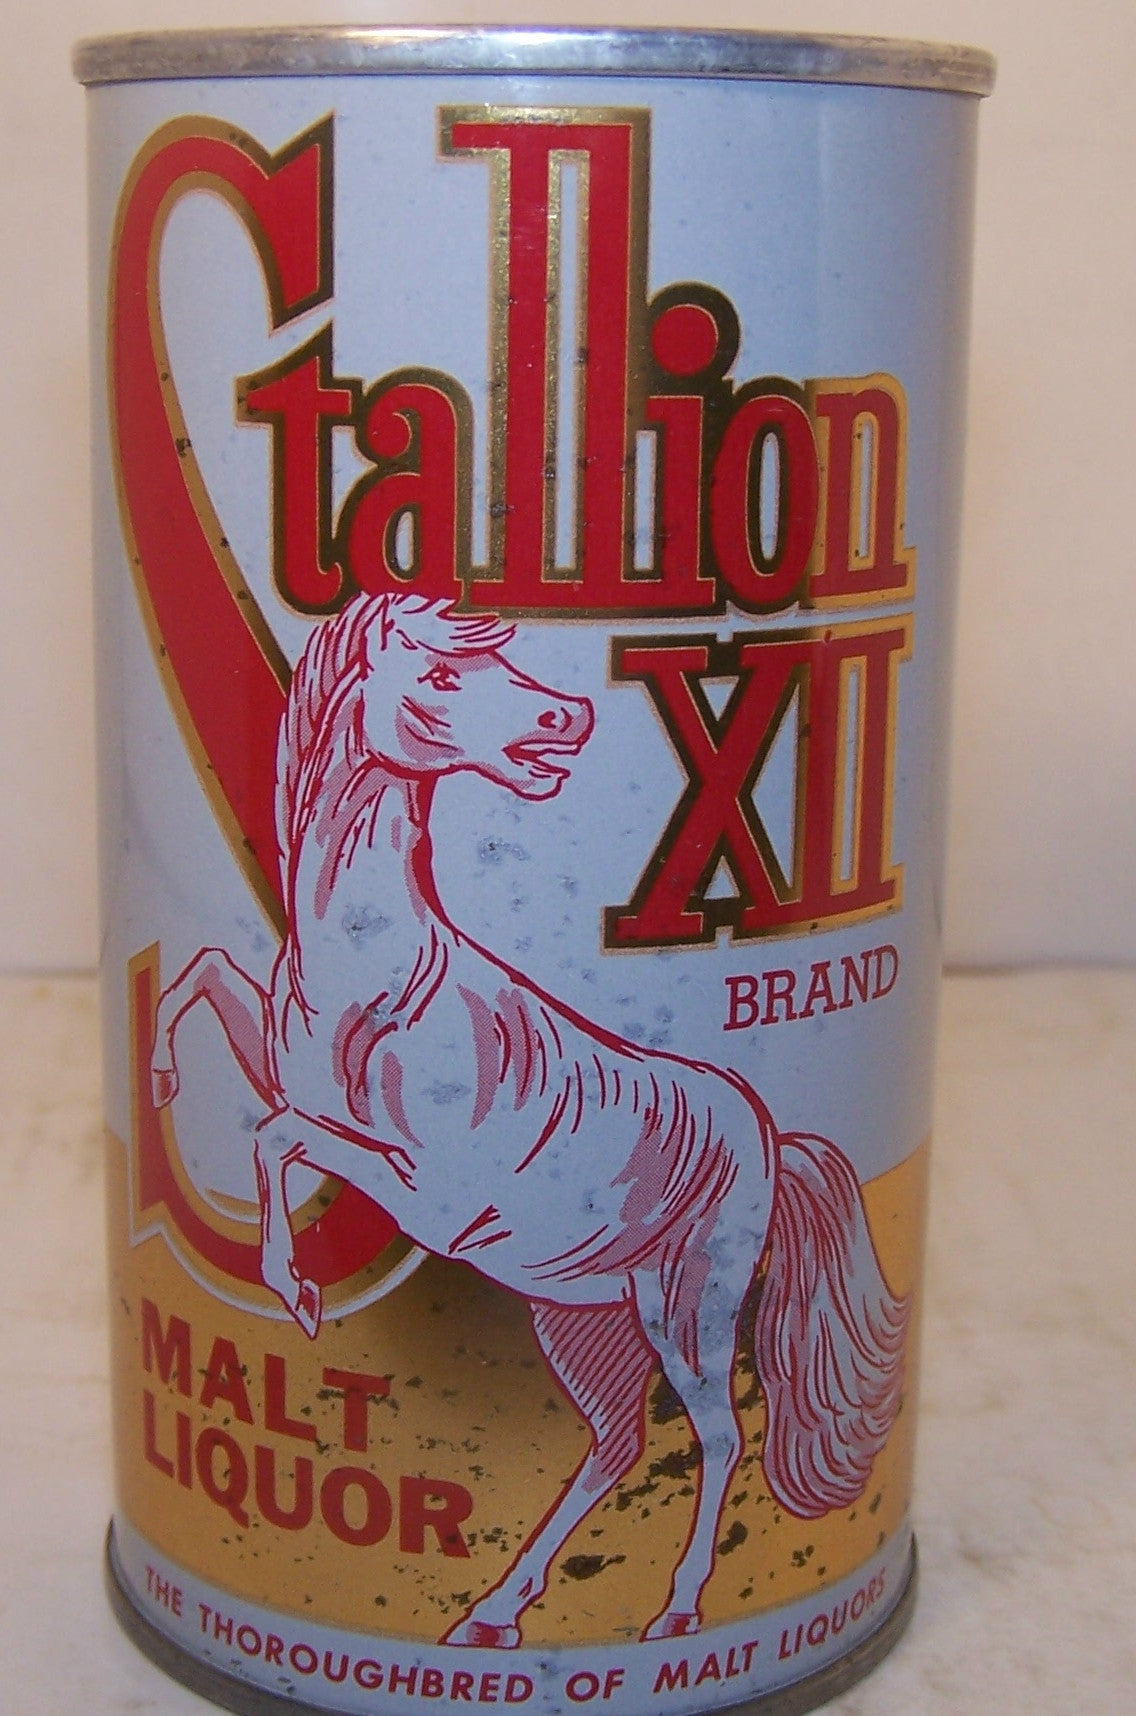 Stallion
XII
BRAND
MALT
LIQUOR
THE THOROUGHBRED OF MALT LIQUORS